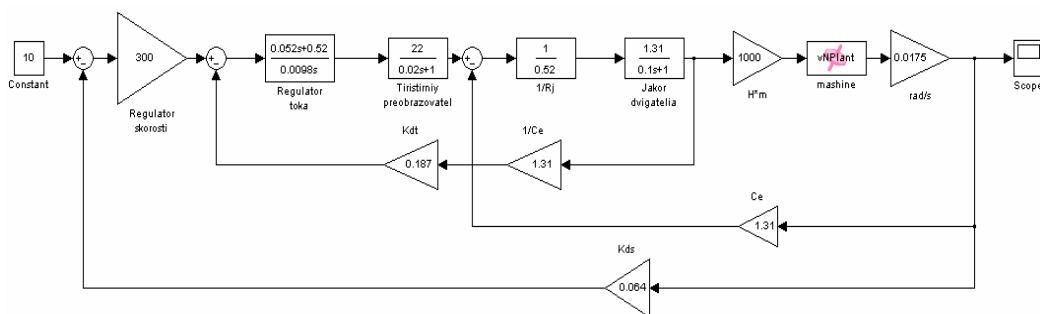 10
Constant
300
Regulator
skorosti
0.052s+0.52
0.0098s
Regulator
toka
22
0.02s+1
Tiristirniy
preobrazovatel
1
0.52
1/Rj
1.31
0.1s+1
Jakor
dvigatelia
1000
H*m
vNPlant
mashine
0.0175
rad/s
Scope
Kdt
0.187
1/Ce
1.31
Ce
1.31
Kds
0.064